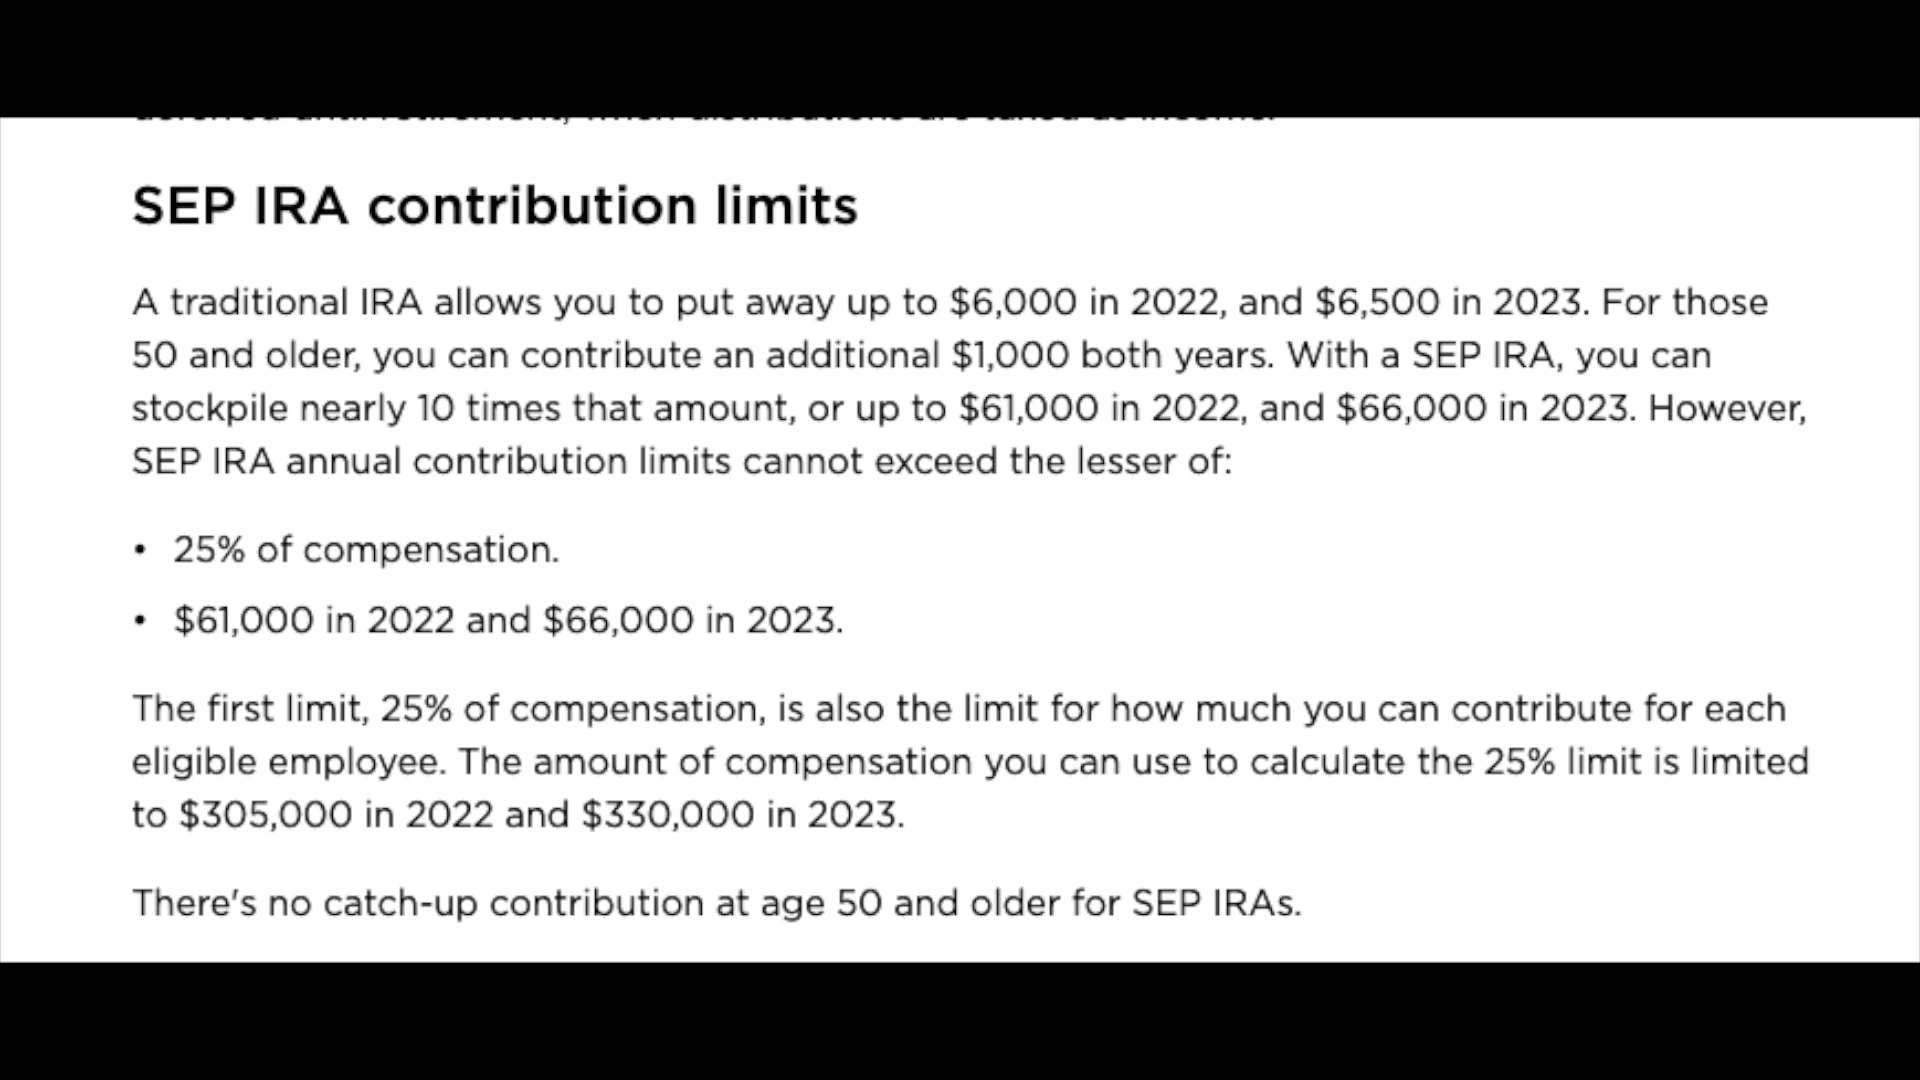 SEP IRA contribution limits
A traditional IRA allows you to put away up to $6,000 in 2022, and $6,500 in 2023. For those
50 and older, you can contribute an additional $1,000 both years. With a SEP IRA, you can
stockpile nearly 10 times that amount, or up to $61,000 in 2022, and $66,000 in 2023. However,
SEP IRA annual contribution limits cannot exceed the lesser of:
• 25% of compensation.
• $61,000 in 2022 and $66,000 in 2023.
The first limit, 25% of compensation, is also the limit for how much you can contribute for each
eligible employee. The amount of compensation you can use to calculate the 25% limit is limited
to $305,000 in 2022 and $330,000 in 2023.
There's no catch-up contribution at age 50 and older for SEP IRAs.